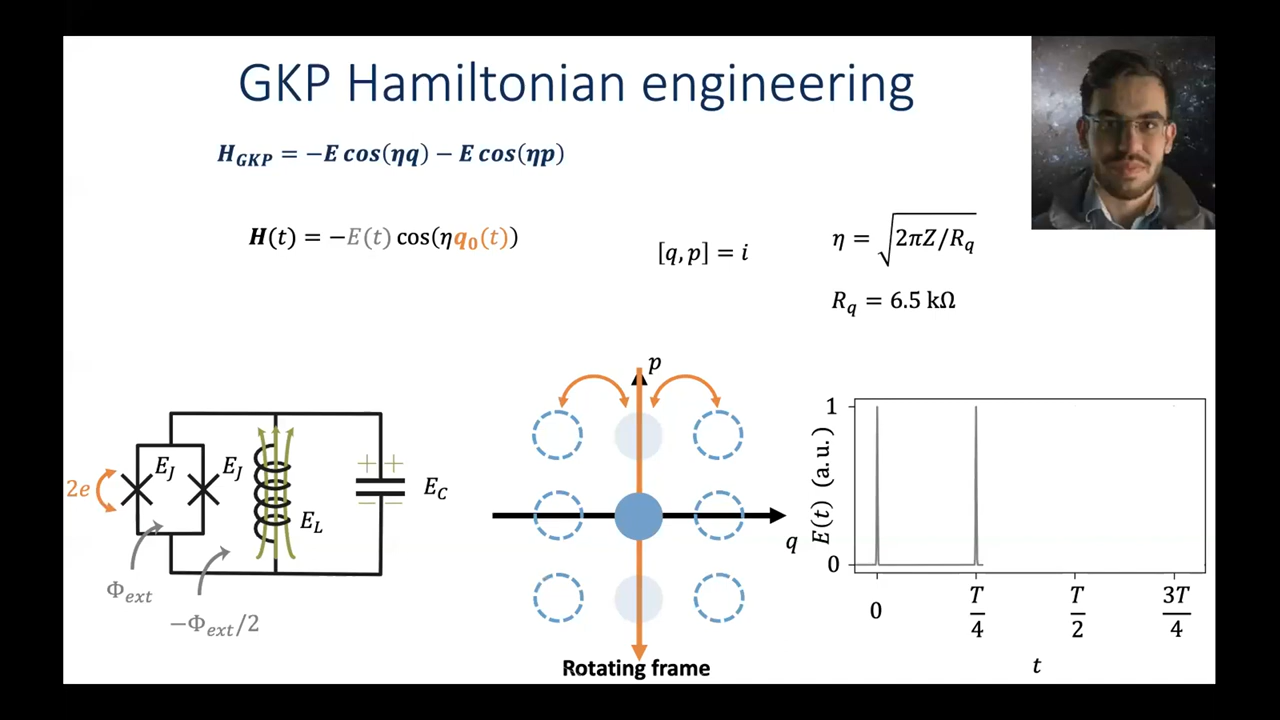 GKP Hamiltonian engineering
H_GKP = −E cos(ηq) − E cos(ηp)
H(t) = −E(t) cos(ηq₀(t))
[q, p] = i
η = √(2πZ/R_q)
R_q = 6.5 kΩ
2e
E_J
E_J
E_L
E_C
+ +
− −
Φ_ext
−Φ_ext/2
p
q
Rotating frame
E(t) (a.u.)
1
0
0
T/4
T/2
3T/4
t